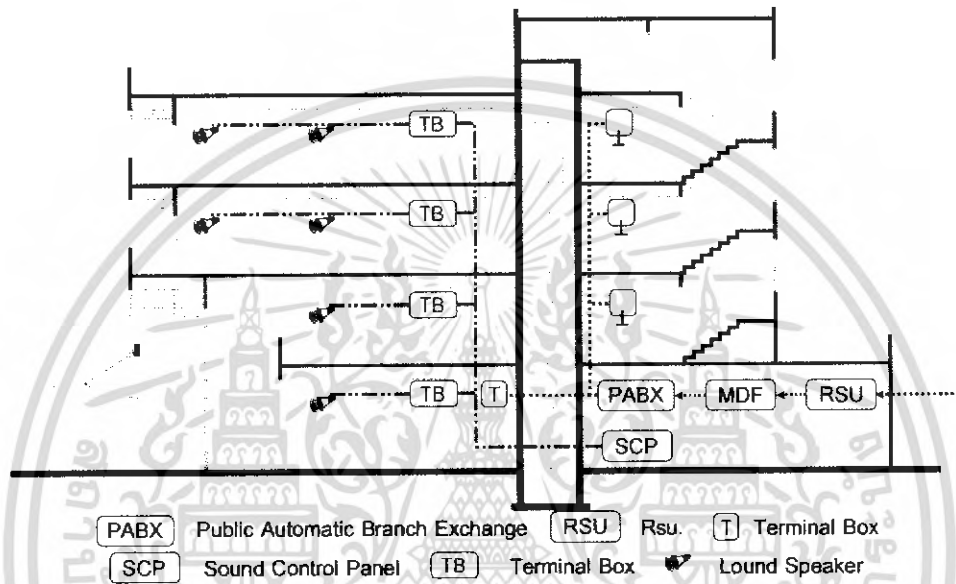 TB
TB
TB
TB T PABX MDF RSU
SCP
PABX Public Automatic Branch Exchange RSU Rsu. T Terminal Box
SCP Sound Control Panel TB Terminal Box Lound Speaker